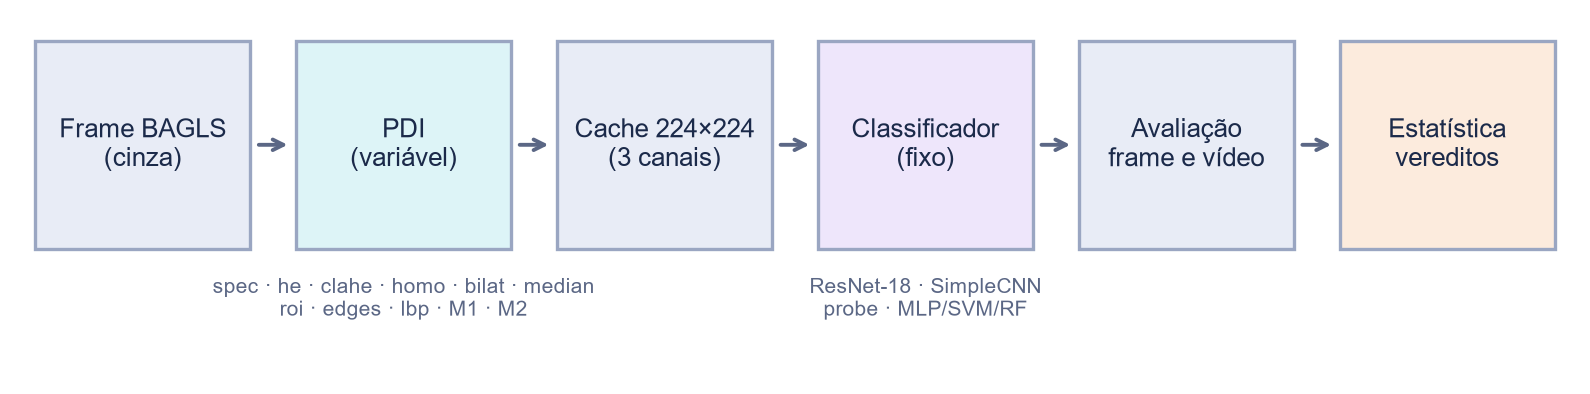 Frame BAGLS
(cinza)
PDI
(variável)
Cache 224×224
(3 canais)
Classificador
(fixo)
Avaliação
frame e vídeo
Estatística
vereditos
spec · he · clahe · homo · bilat · median
roi · edges · lbp · M1 · M2
ResNet-18 · SimpleCNN
probe · MLP/SVM/RF